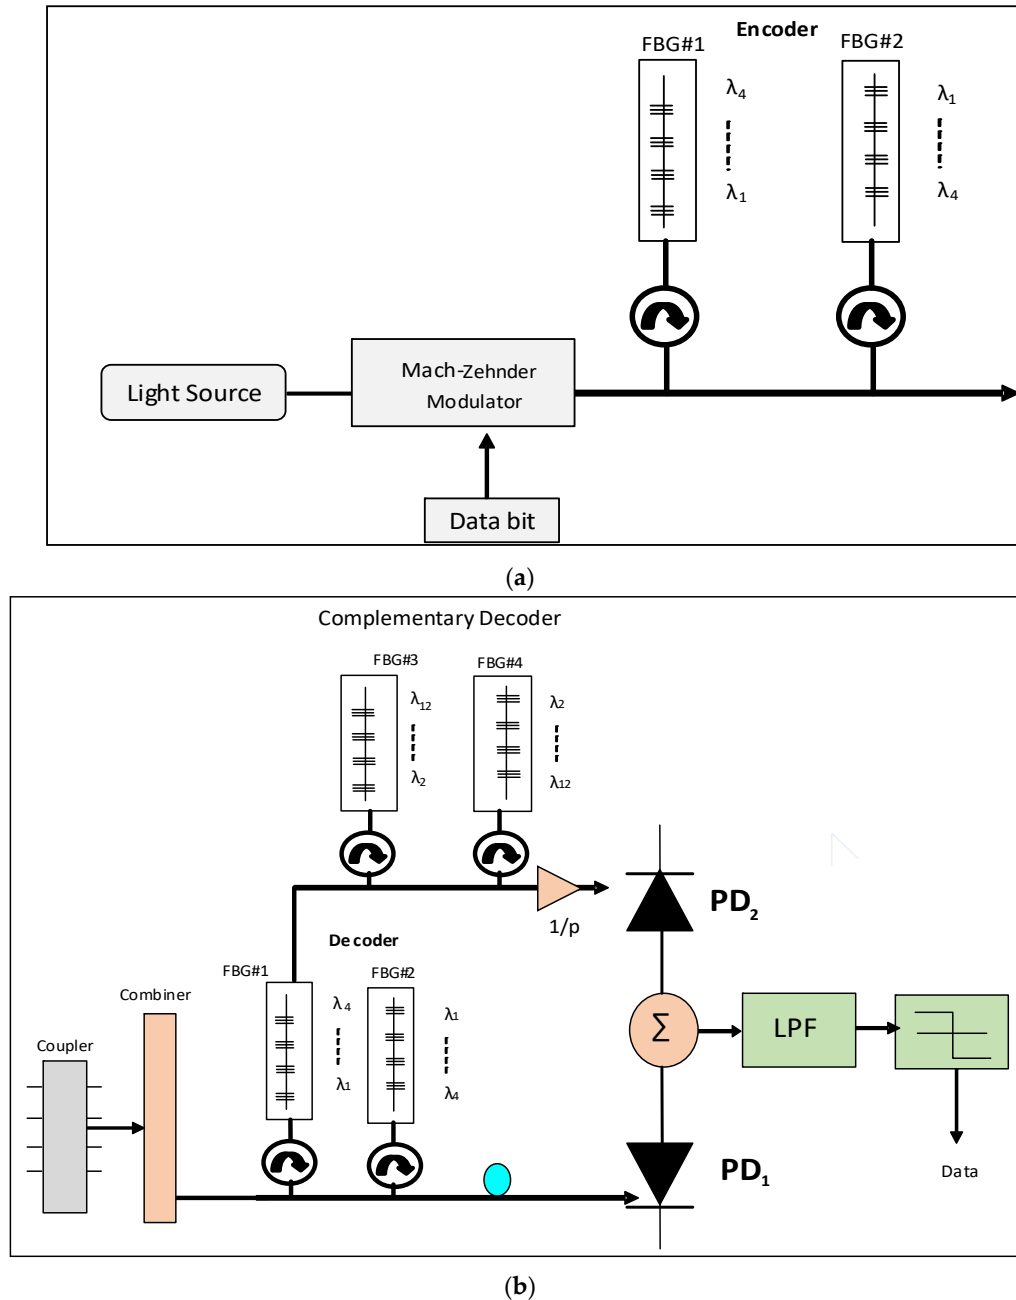 Encoder
FBG#1
FBG#2
λ4
λ1
λ1
λ4
Light Source
Mach-Zehnder
Modulator
Data bit
(a)
Complementary Decoder
FBG#3
FBG#4
λ12
λ2
λ2
λ12
1/p
PD2
Decoder
FBG#1
FBG#2
λ4
λ1
λ1
λ4
Combiner
Coupler
Σ
LPF
PD1
Data
(b)